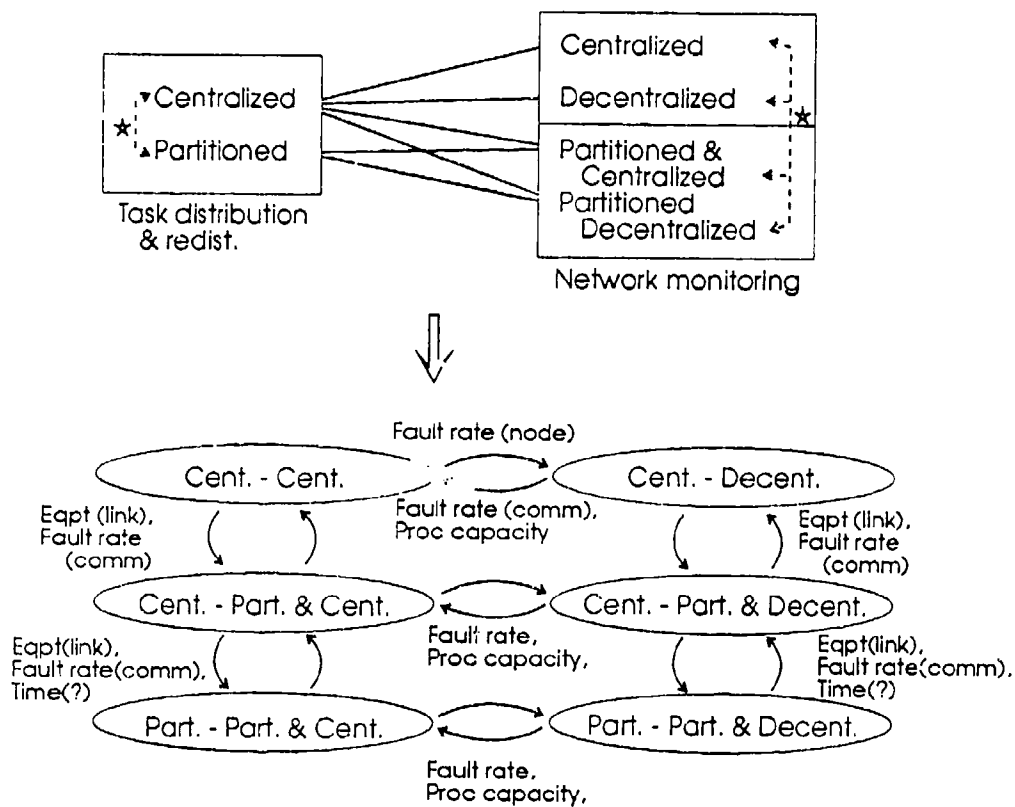 Centralized
Partitioned
Task distribution
& redist.
Centralized
Decentralized
Partitioned &
Centralized
Partitioned
Decentralized
Network monitoring
Fault rate (node)
Cent. - Cent.
Cent. - Decent.
Fault rate (comm),
Proc capacity
Eqpt (link),
Fault rate
(comm)
Eqpt (link),
Fault rate
(comm)
Cent. - Part. & Cent.
Cent. - Part. & Decent.
Fault rate,
Proc capacity,
Eqpt(link),
Fault rate(comm),
Time(?)
Eqpt(link),
Fault rate(comm),
Time(?)
Part. - Part. & Cent.
Part. - Part. & Decent.
Fault rate,
Proc capacity,